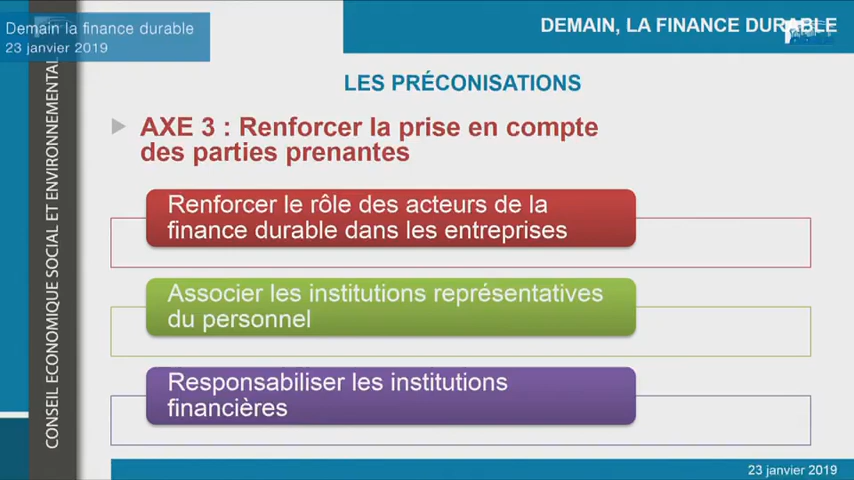 Demain la finance durable
23 janvier 2019
DEMAIN, LA FINANCE DURABLE
LES PRÉCONISATIONS
AXE 3 : Renforcer la prise en compte
des parties prenantes
Renforcer le rôle des acteurs de la
finance durable dans les entreprises
Associer les institutions représentatives
du personnel
Responsabiliser les institutions
financières
CONSEIL ECONOMIQUE SOCIAL ET ENVIRONNEMENTAL
23 janvier 2019